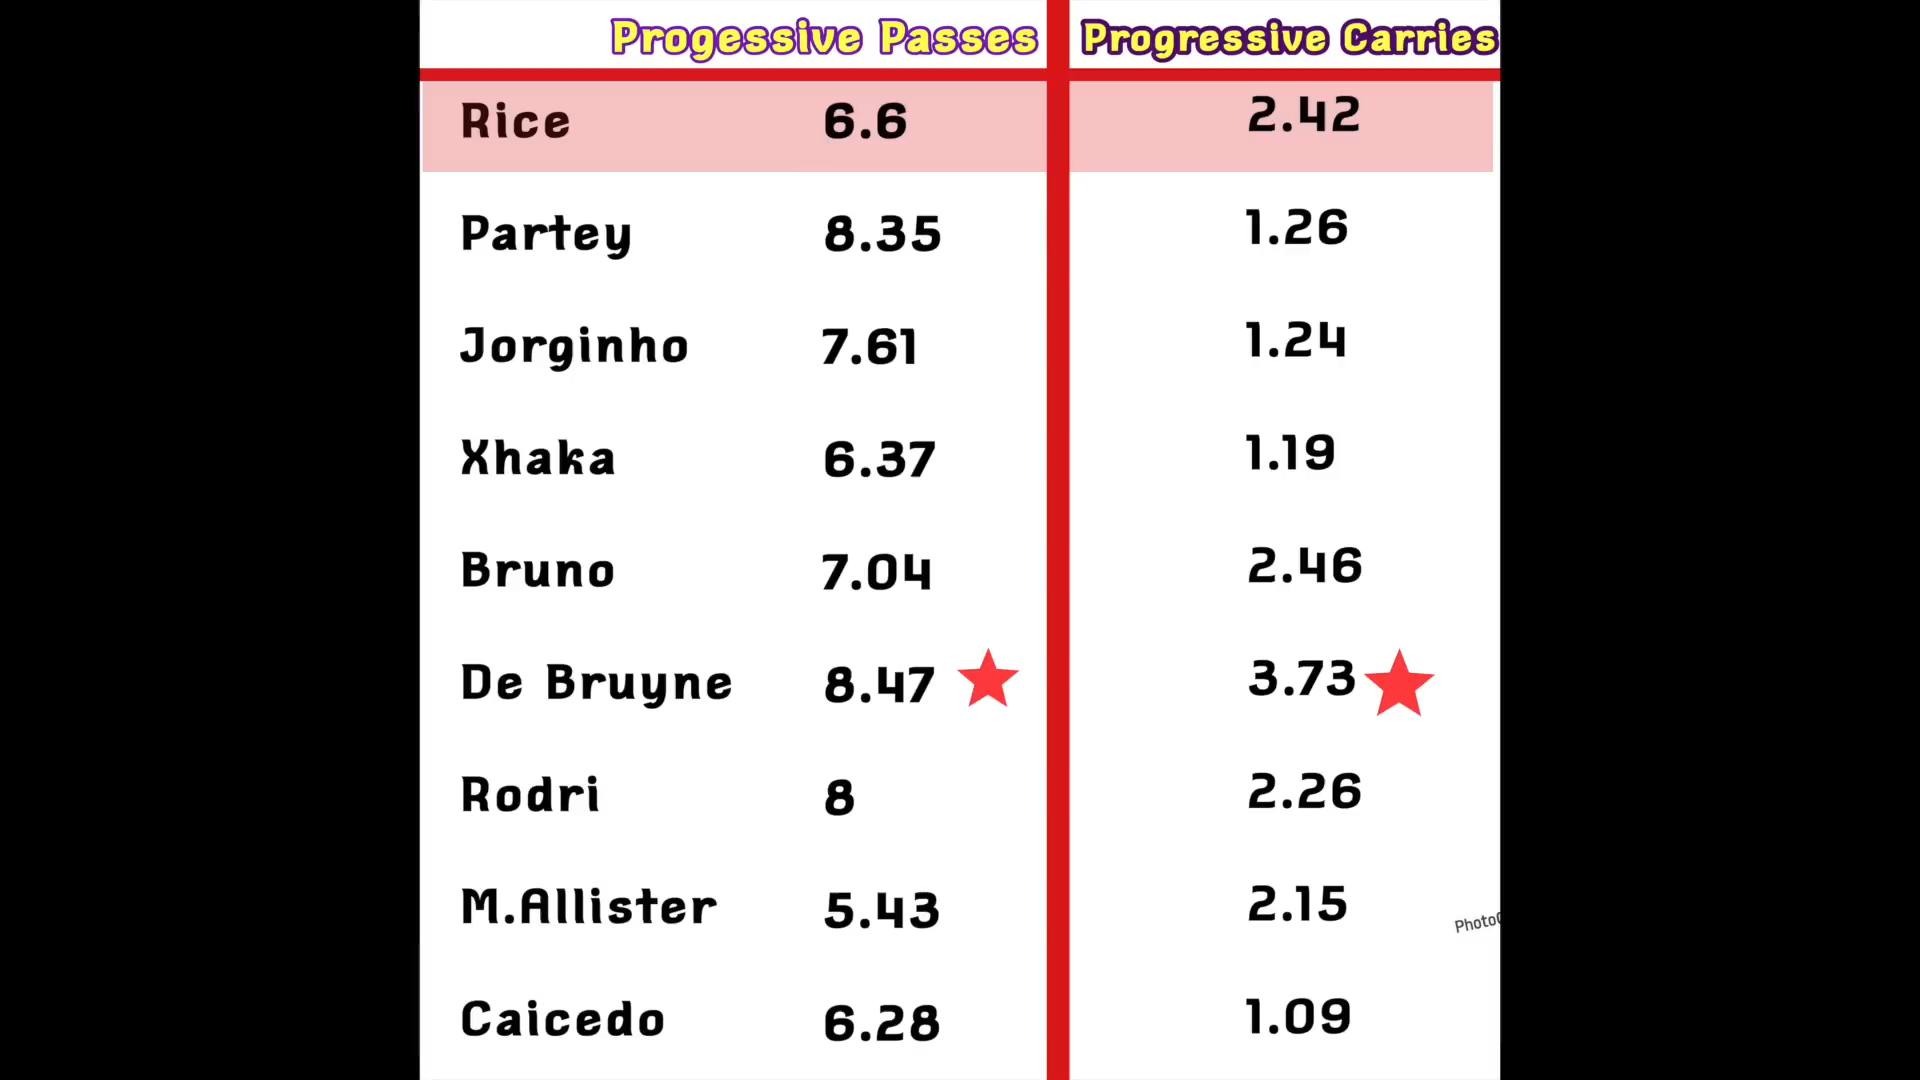 Progessive Passes Progressive Carries
Rice 6.6 2.42
Partey 8.35 1.26
Jorginho 7.61 1.24
Xhaka 6.37 1.19
Bruno 7.04 2.46
De Bruyne 8.47 3.73
Rodri 8 2.26
M.Allister 5.43 2.15
Caicedo 6.28 1.09